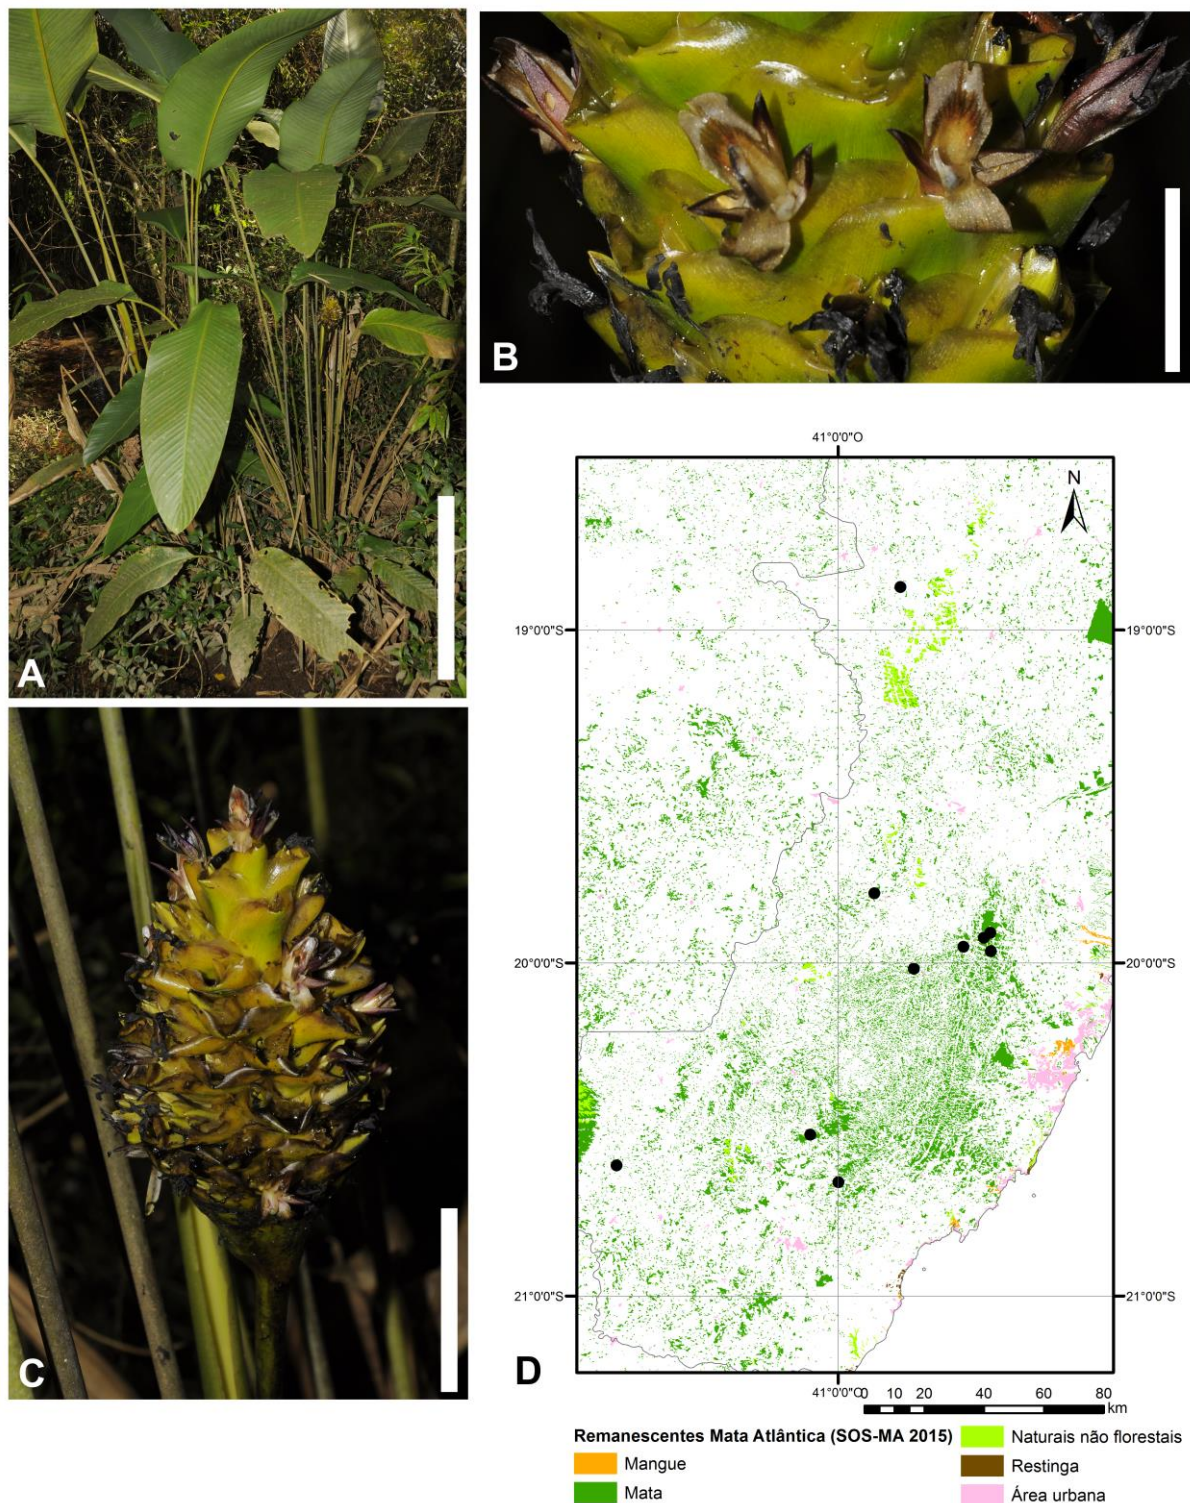 A
B
C
D
41°0'0"O
N
19°0'0"S
19°0'0"S
20°0'0"S
20°0'0"S
21°0'0"S
21°0'0"S
41°0'0"O
0 10 20 40 60 80
km
Remanescentes Mata Atlântica (SOS-MA 2015)
Mangue
Mata
Naturais não florestais
Restinga
Área urbana